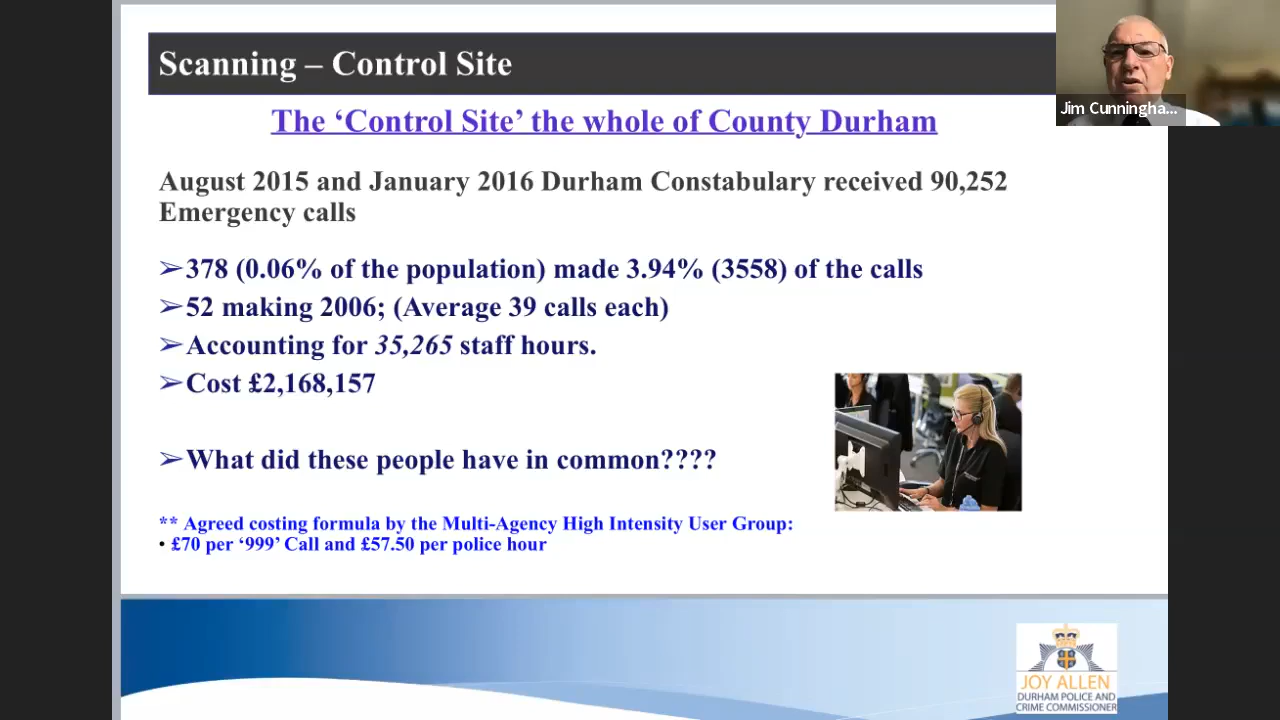 Scanning – Control Site
Jim Cunningha...
The ‘Control Site’ the whole of County Durham
August 2015 and January 2016 Durham Constabulary received 90,252
Emergency calls
➢378 (0.06% of the population) made 3.94% (3558) of the calls
➢52 making 2006; (Average 39 calls each)
➢Accounting for 35,265 staff hours.
➢Cost £2,168,157
➢What did these people have in common????
** Agreed costing formula by the Multi-Agency High Intensity User Group:
• £70 per ‘999’ Call and £57.50 per police hour
JOY ALLEN
DURHAM POLICE AND
CRIME COMMISSIONER